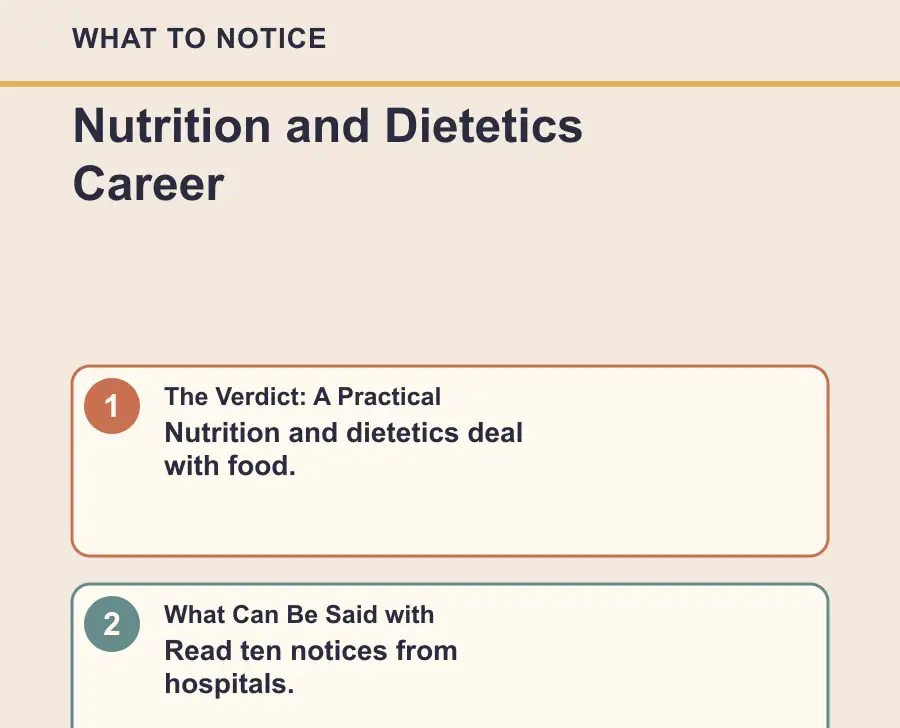 WHAT TO NOTICE
Nutrition and Dietetics
Career
1
The Verdict: A Practical
Nutrition and dietetics deal
with food.
2
What Can Be Said with
Read ten notices from
hospitals.